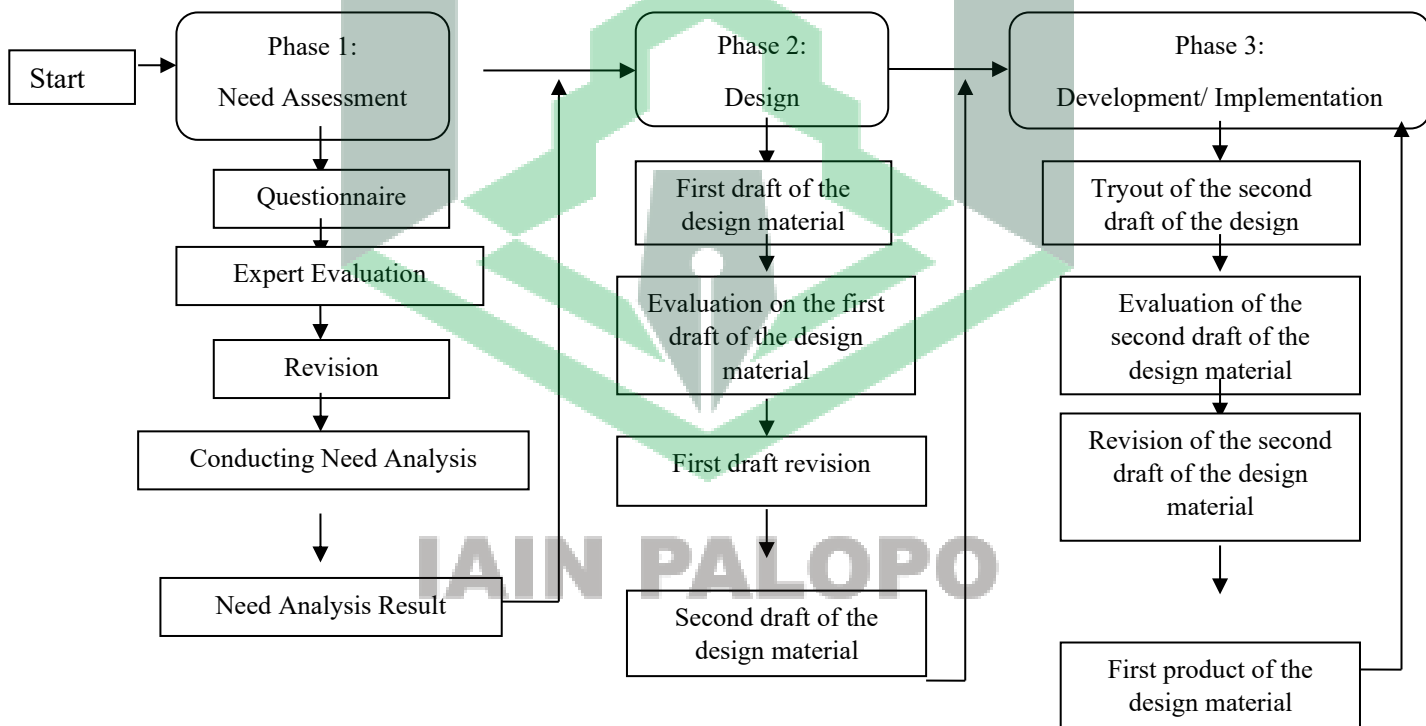 Start
Phase 1:
Need Assessment
Questionnaire
Expert Evaluation
Revision
Conducting Need Analysis
Need Analysis Result
Phase 2:
Design
First draft of the
design material
Evaluation on the first
draft of the design
material
First draft revision
Second draft of the
design material
Phase 3:
Development/ Implementation
Tryout of the second
draft of the design
Evaluation of the
second draft of the
design material
Revision of the second
draft of the design
material
First product of the
design material
IAIN PALOPO